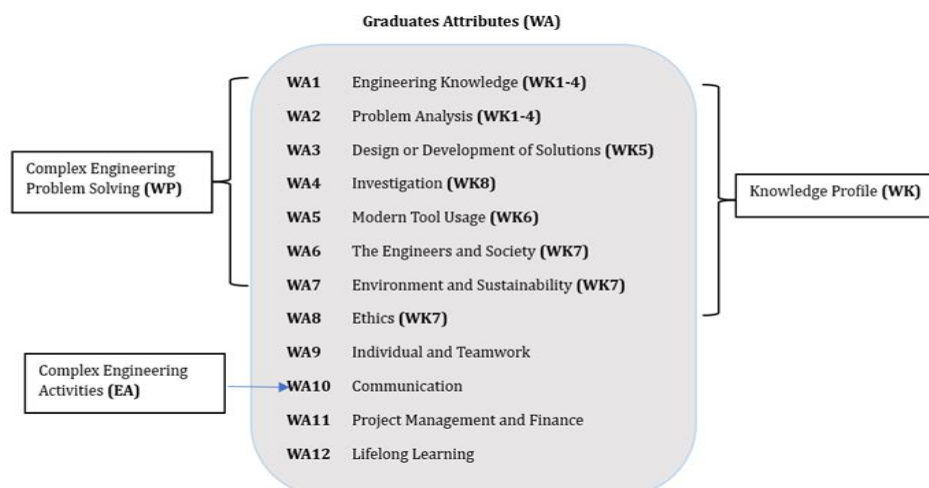 Graduates Attributes (WA)
WA1 Engineering Knowledge (WK1-4)
WA2 Problem Analysis (WK1-4)
WA3 Design or Development of Solutions (WK5)
WA4 Investigation (WK8)
WA5 Modern Tool Usage (WK6)
WA6 The Engineers and Society (WK7)
WA7 Environment and Sustainability (WK7)
WA8 Ethics (WK7)
WA9 Individual and Teamwork
WA10 Communication
WA11 Project Management and Finance
WA12 Lifelong Learning
Complex Engineering
Problem Solving (WP)
Complex Engineering
Activities (EA)
Knowledge Profile (WK)